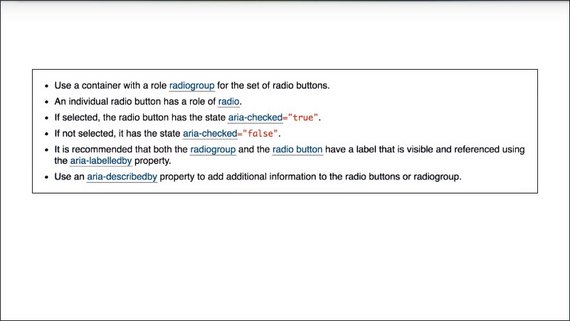 • Use a container with a role radiogroup for the set of radio buttons.
• An individual radio button has a role of radio.
• If selected, the radio button has the state aria-checked="true".
• If not selected, it has the state aria-checked="false".
• It is recommended that both the radiogroup and the radio button have a label that is visible and referenced using
the aria-labelledby property.
• Use an aria-describedby property to add additional information to the radio buttons or radiogroup.